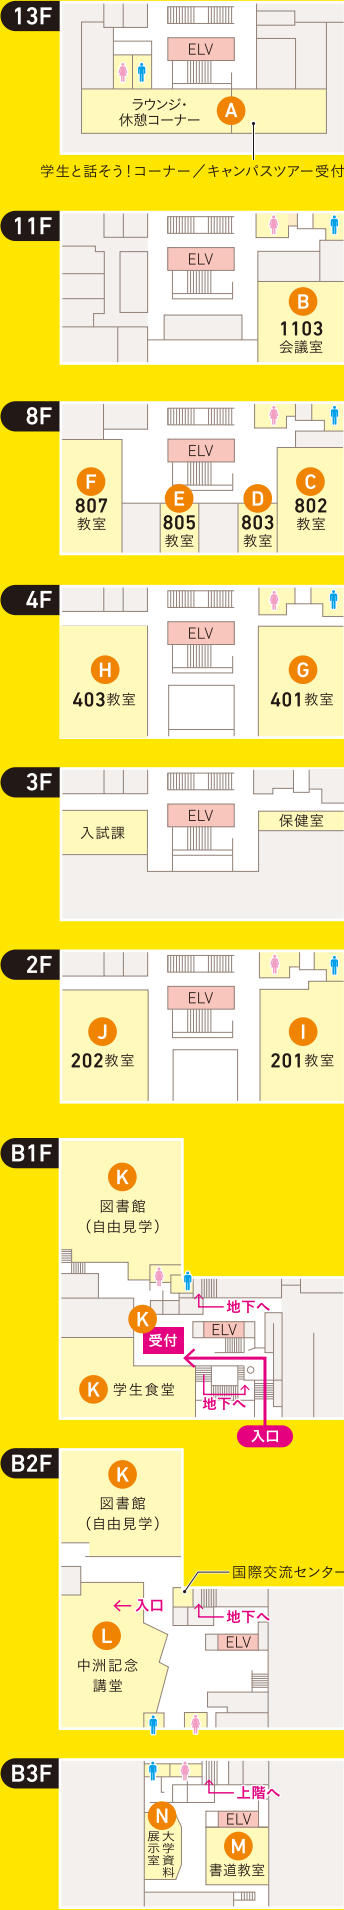 13F
ELV
ラウンジ・
休憩コーナー
A
学生と話そう！コーナー／キャンパスツアー受付
11F
ELV
B
1103
会議室
8F
ELV
F
807
教室
E
805
教室
D
803
教室
C
802
教室
4F
ELV
H
403教室
G
401教室
3F
ELV
入試課
保健室
2F
ELV
J
202教室
I
201教室
B1F
K
図書館
（自由見学）
地下へ
K
受付
ELV
K 学生食堂
地下へ
入口
B2F
K
図書館
（自由見学）
国際交流センター
入口
地下へ
L
中洲記念
講堂
ELV
B3F
上階へ
N
大学資料
展示室
ELV
M
書道教室